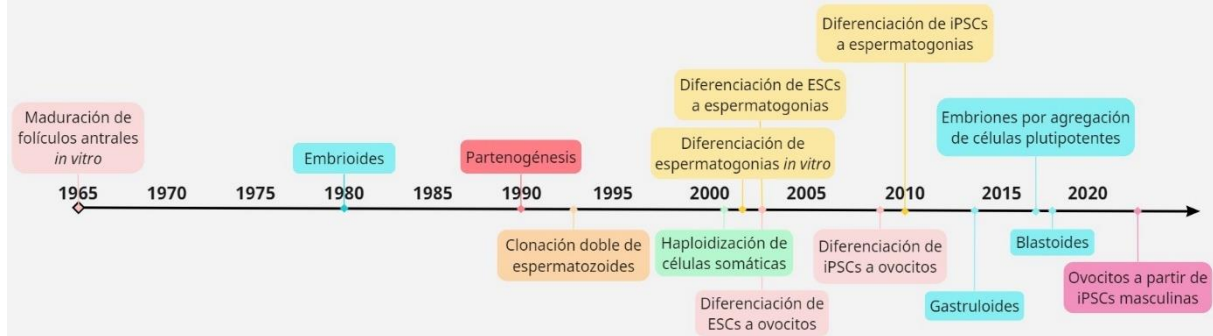 Diferenciación de iPSCs
a espermatogonias
Diferenciación de ESCs
a espermatogonias
Maduración de
folículos antrales
in vitro
Embrioides
Partenogénesis
Diferenciación de
espermatogonias in vitro
Embriones por agregación
de células plutipotentes
1965 1970 1975 1980 1985 1990 1995 2000 2005 2010 2015 2020
Clonación doble de
espermatozoides
Haploidización de
células somáticas
Diferenciación de
iPSCs a ovocitos
Blastoides
Diferenciación de
ESCs a ovocitos
Gastruloides
Ovocitos a partir de
iPSCs masculinas